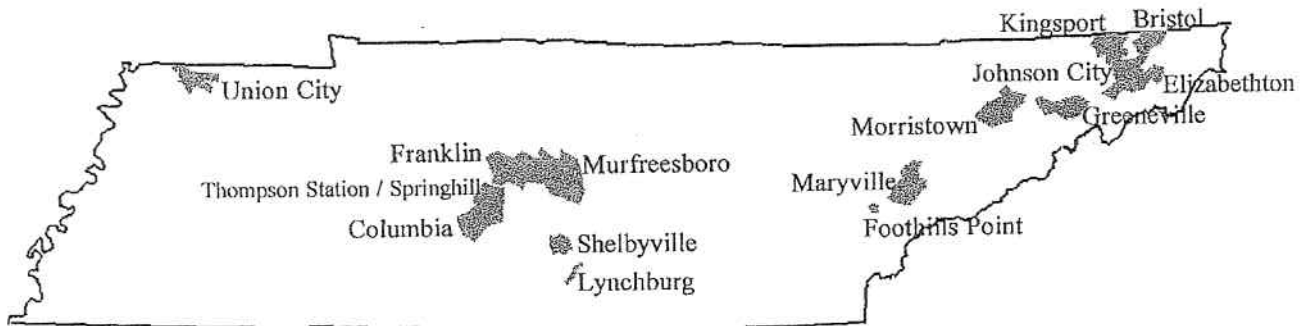 Kingsport Bristol
Union City
Johnson City
Elizabethton
Morristown
Greeneville
Franklin
Murfreesboro
Thompson Station / Springhill
Maryville
Columbia
Foothills Point
Shelbyville
Lynchburg